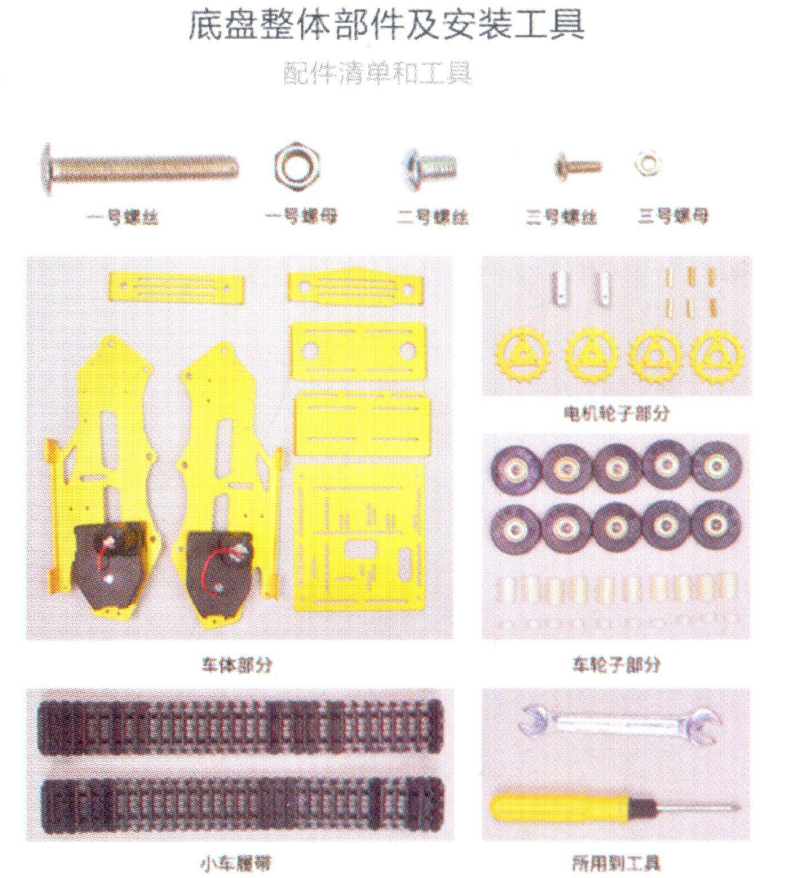 底盘整体部件及安装工具
配件清单和工具
一号螺丝 一号螺母 二号螺丝 三号螺丝 三号螺母
电机轮子部分
车体部分 车轮子部分
小车履带 所用到工具